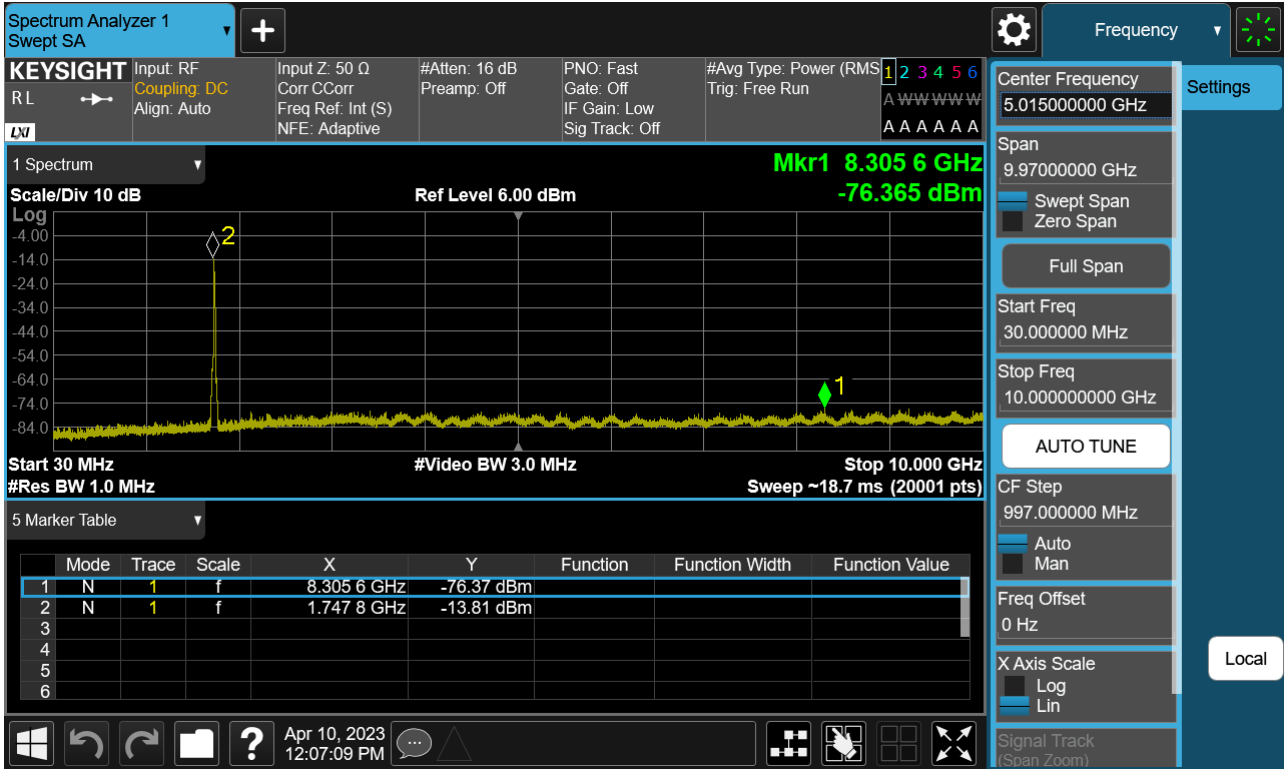 Spectrum Analyzer 1
Swept SA
Frequency
KEYSIGHT
R L
LXI
Input: RF
Coupling: DC
Align: Auto
Input Z: 50 Ω
Corr CCorr
Freq Ref: Int (S)
NFE: Adaptive
#Atten: 16 dB
Preamp: Off
PNO: Fast
Gate: Off
IF Gain: Low
Sig Track: Off
#Avg Type: Power (RMS
Trig: Free Run
1 2 3 4 5 6
A W W W W W
A A A A A A
1 Spectrum
Mkr1 8.305 6 GHz
-76.365 dBm
Scale/Div 10 dB
Ref Level 6.00 dBm
Log
-4.00
-14.0
-24.0
-34.0
-44.0
-54.0
-64.0
-74.0
-84.0
2
1
Start 30 MHz
#Video BW 3.0 MHz
Stop 10.000 GHz
#Res BW 1.0 MHz
Sweep ~18.7 ms (20001 pts)
5 Marker Table
Mode Trace Scale X Y Function Function Width Function Value
1 N 1 f 8.305 6 GHz -76.37 dBm
2 N 1 f 1.747 8 GHz -13.81 dBm
3
4
5
6
Apr 10, 2023
12:07:09 PM
?
Center Frequency
5.015000000 GHz
Span
9.97000000 GHz
Swept Span
Zero Span
Full Span
Start Freq
30.000000 MHz
Stop Freq
10.000000000 GHz
AUTO TUNE
CF Step
997.000000 MHz
Auto
Man
Freq Offset
0 Hz
X Axis Scale
Log
Lin
Signal Track
(Span Zoom)
Settings
Local